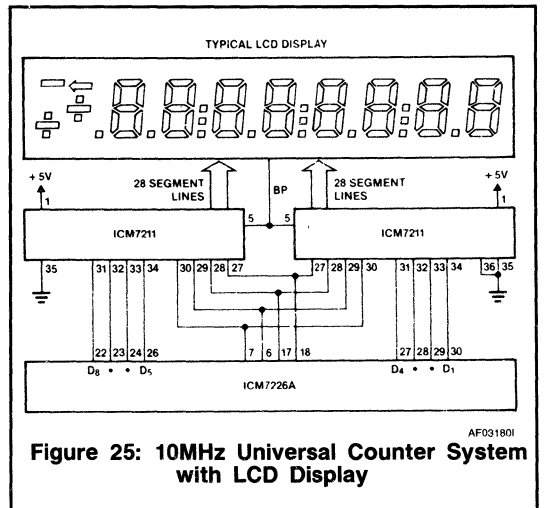 TYPICAL LCD DISPLAY
+ 5V
1
28 SEGMENT LINES
BP
28 SEGMENT LINES
+ 5V
1
ICM7211
5
5
ICM7211
35
31 32 33 34
30 29 28 27
27 28 29 30
31 32 33 34
36 35
22 23 24 26
7 6 17 18
27 28 29 30
D8 • • D5
D4 • • D1
ICM7226A
AF03180I
Figure 25: 10MHz Universal Counter System
with LCD Display